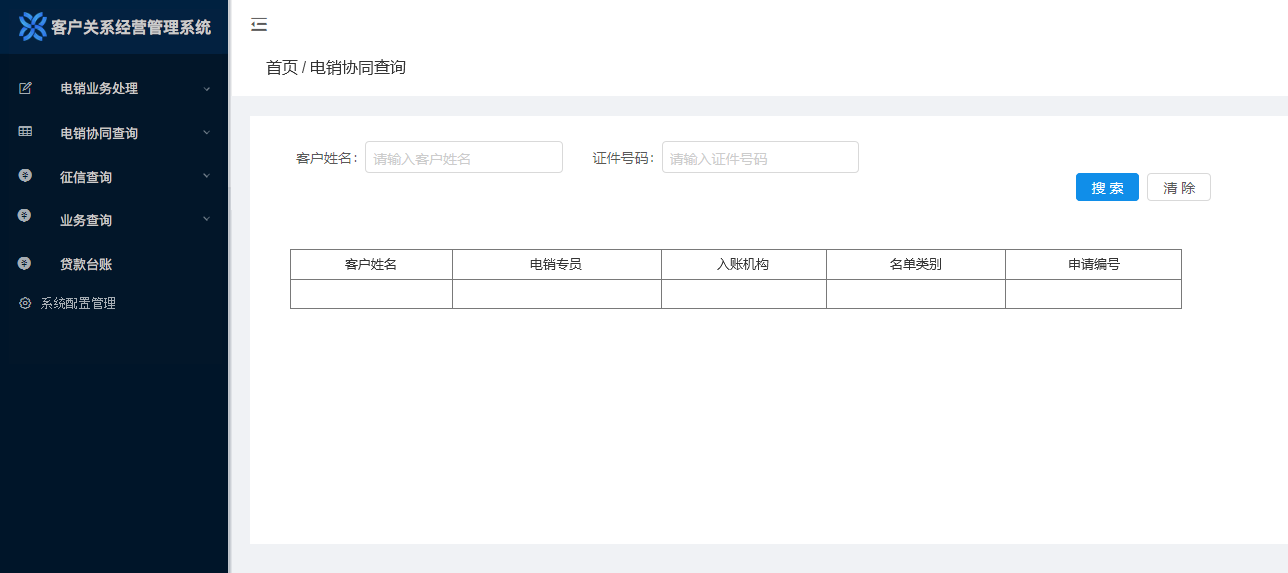 客户关系经营管理系统
首页 / 电销协同查询
电销业务处理
电销协同查询
征信查询
业务查询
贷款台账
系统配置管理
客户姓名: 请输入客户姓名 证件号码: 请输入证件号码
搜 索 清 除
客户姓名 电销专员 入账机构 名单类别 申请编号